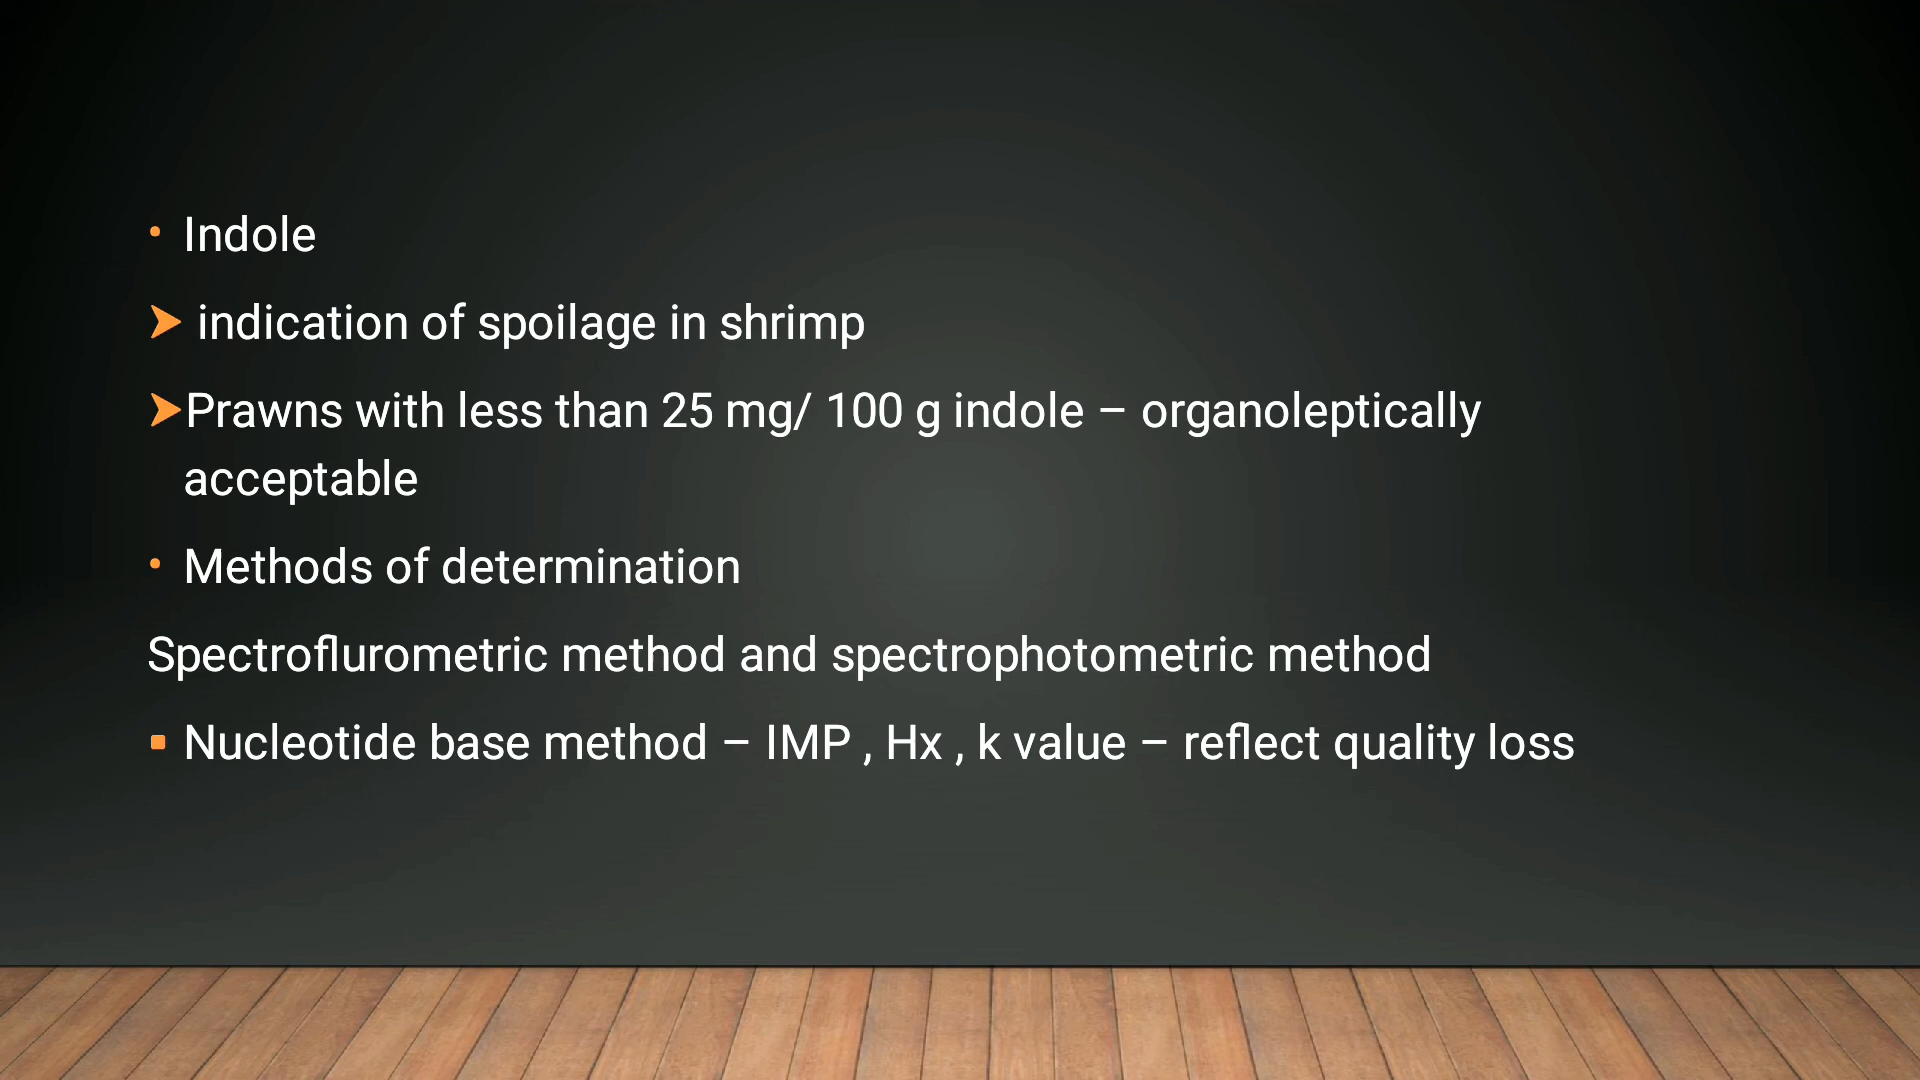 • Indole
➤ indication of spoilage in shrimp
➤Prawns with less than 25 mg/ 100 g indole – organoleptically
acceptable
• Methods of determination
Spectroflurometric method and spectrophotometric method
▪ Nucleotide base method – IMP , Hx , k value – reflect quality loss